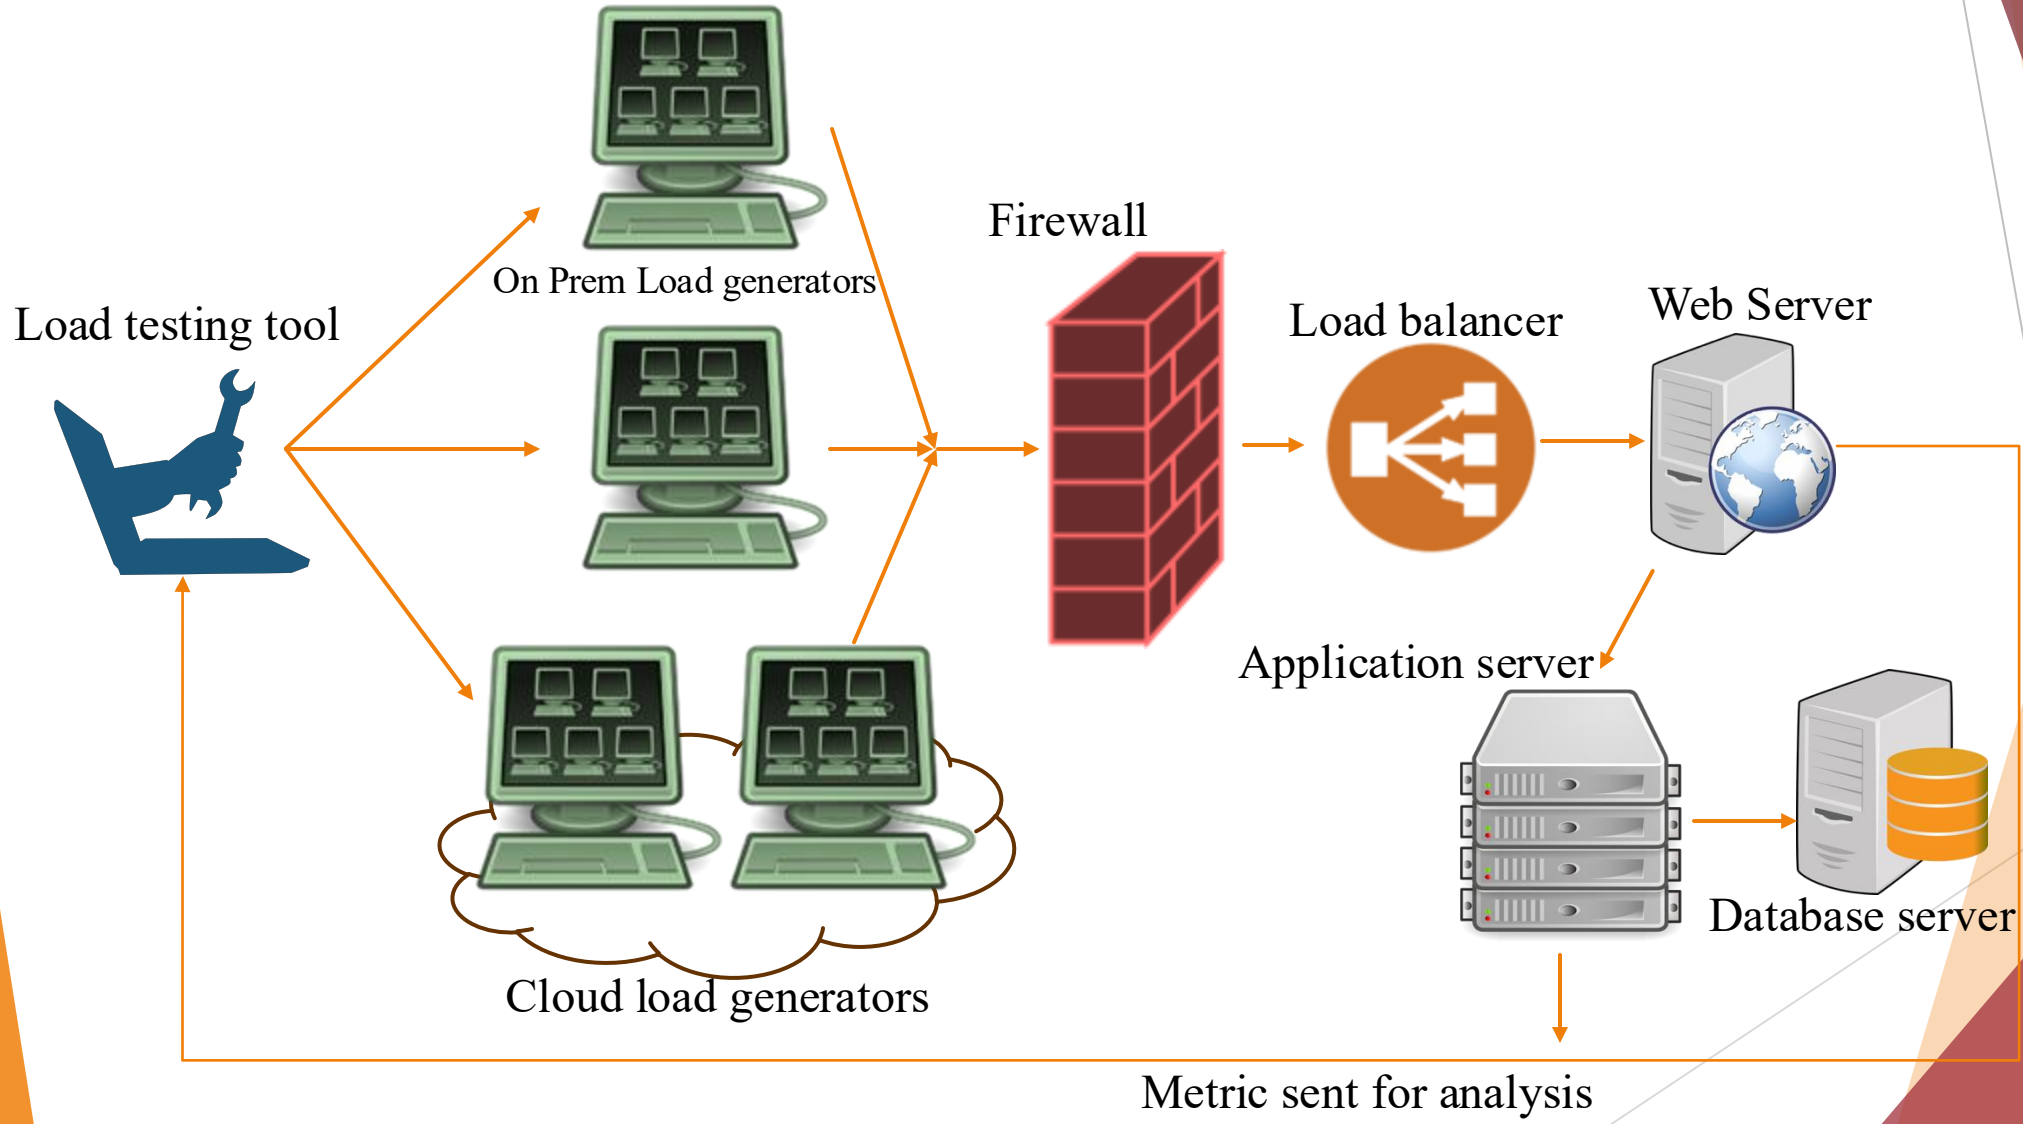 Load testing tool
On Prem Load generators
Cloud load generators
Firewall
Load balancer
Web Server
Application server
Database server
Metric sent for analysis